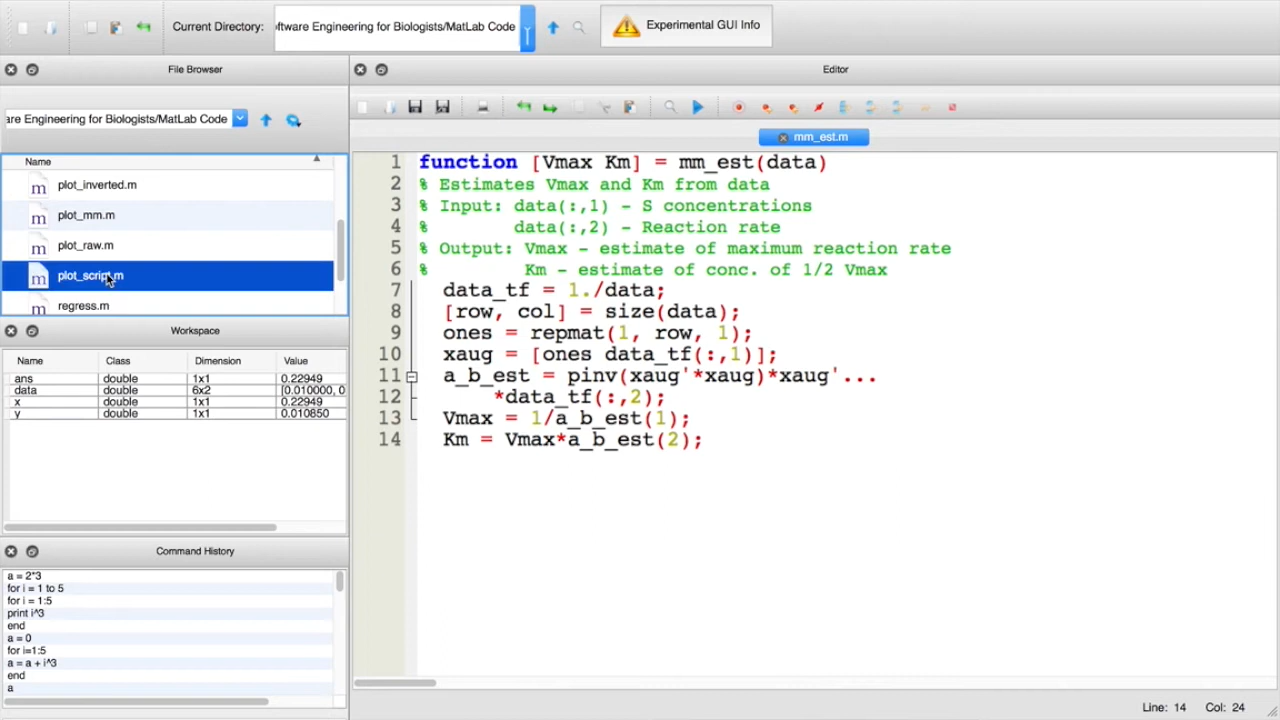 Current Directory: oftware Engineering for Biologists/MatLab Code Experimental GUI Info
File Browser
are Engineering for Biologists/MatLab Code
Name
plot_inverted.m
plot_mm.m
plot_raw.m
plot_script.m
regress.m
Workspace
Name Class Dimension Value
ans double 1x1 0.22949
data double 6x2 [0.010000, 0
x double 1x1 0.22949
y double 1x1 0.010850
Command History
a = 2*3
for i = 1 to 5
for i = 1:5
print i^3
end
a = 0
for i=1:5
a = a + i^3
end
a
Editor
mm_est.m
1 function [Vmax Km] = mm_est(data)
2 % Estimates Vmax and Km from data
3 % Input: data(:,1) - S concentrations
4 % data(:,2) - Reaction rate
5 % Output: Vmax - estimate of maximum reaction rate
6 % Km - estimate of conc. of 1/2 Vmax
7 data_tf = 1./data;
8 [row, col] = size(data);
9 ones = repmat(1, row, 1);
10 xaug = [ones data_tf(:,1)];
11 a_b_est = pinv(xaug'*xaug)*xaug'...
12 *data_tf(:,2);
13 Vmax = 1/a_b_est(1);
14 Km = Vmax*a_b_est(2);
Line: 14 Col: 24